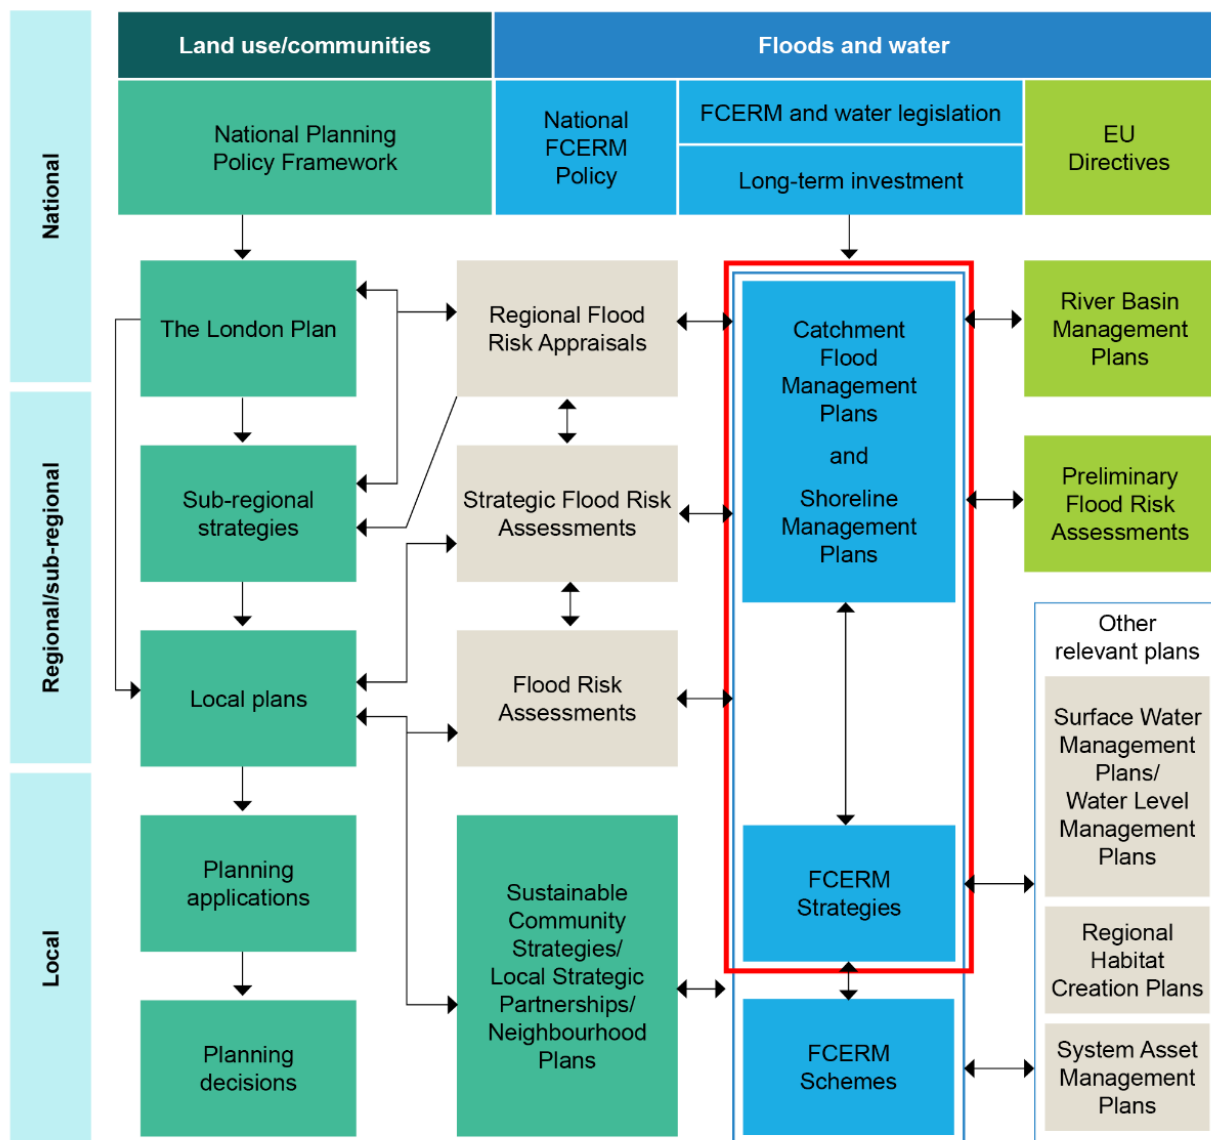 Land use/communities
Floods and water
National
National Planning
Policy Framework
National
FCERM
Policy
FCERM and water legislation
Long-term investment
EU
Directives
The London Plan
Regional Flood
Risk Appraisals
Catchment
Flood
Management
Plans
and
Shoreline
Management
Plans
River Basin
Management
Plans
Regional/sub-regional
Sub-regional
strategies
Strategic Flood Risk
Assessments
Preliminary
Flood Risk
Assessments
Local plans
Flood Risk
Assessments
Other
relevant plans
Surface Water
Management
Plans/
Water Level
Management
Plans
Local
Planning
applications
Sustainable
Community
Strategies/
Local Strategic
Partnerships/
Neighbourhood
Plans
FCERM
Strategies
Regional
Habitat
Creation Plans
Planning
decisions
FCERM
Schemes
System Asset
Management
Plans